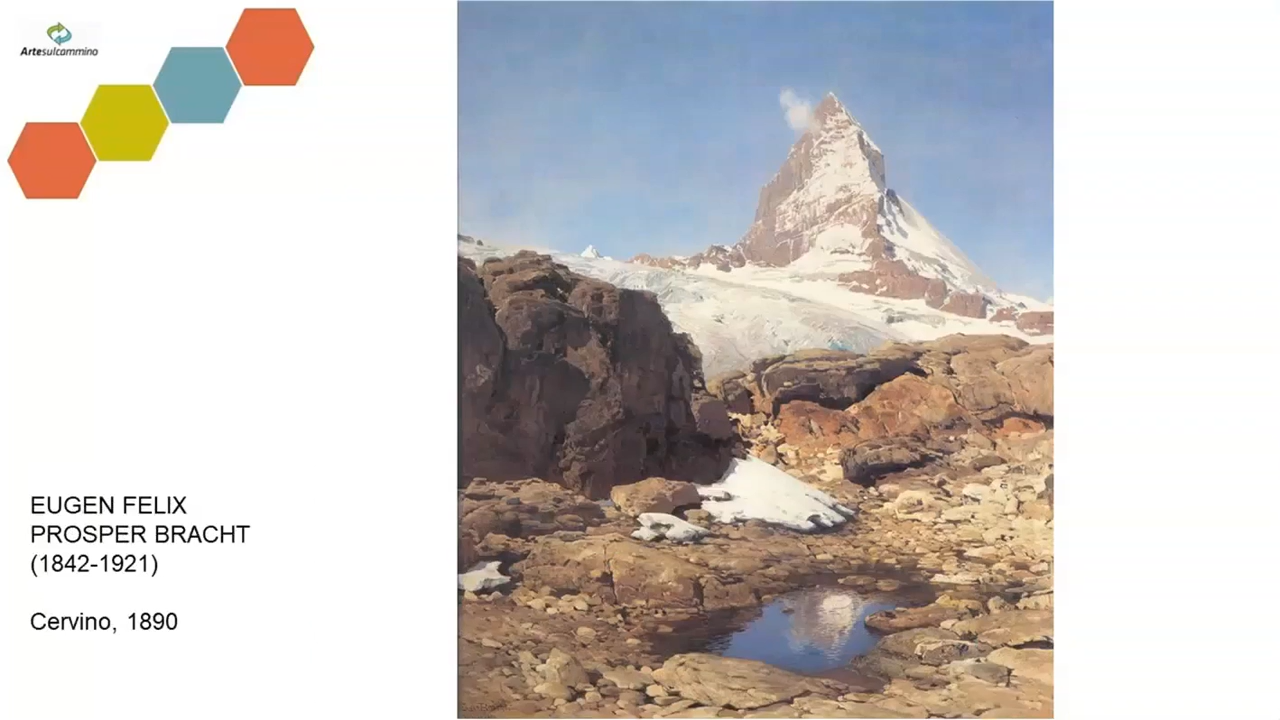 Artesulcammino
EUGEN FELIX
PROSPER BRACHT
(1842-1921)
Cervino, 1890